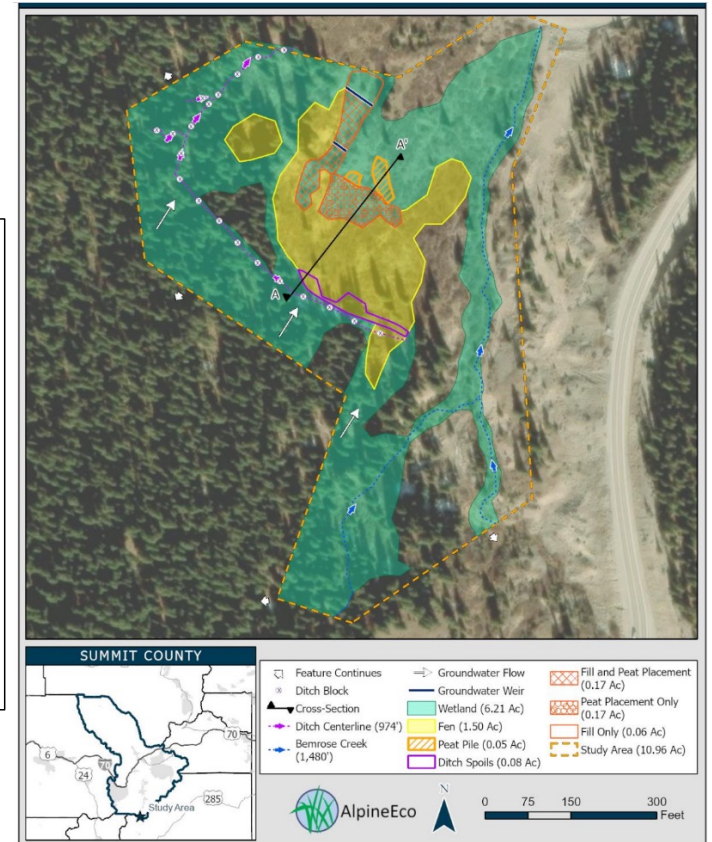 A'
A
SUMMIT COUNTY
6
24
70
70
285
Study Area
Feature Continues
Ditch Block
Cross-Section
Ditch Centerline (974')
Bemrose Creek
(1,480')
Groundwater Flow
Groundwater Weir
Wetland (6.21 Ac)
Fen (1.50 Ac)
Peat Pile (0.05 Ac)
Ditch Spoils (0.08 Ac)
Fill and Peat Placement
(0.17 Ac)
Peat Placement Only
(0.17 Ac)
Fill Only (0.06 Ac)
Study Area (10.96 Ac)
AlpineEco
N
0 75 150 300
Feet